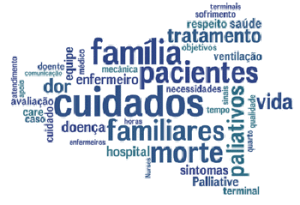 terminais
sofrimento
respeito saúde
família tratamento
objetivos
médico
equipe
doente
comunicação
atendimento
apoio
mecânica
ventilação
enfermeiro pacientes
dor
necessidades
avaliação
cuidados
care
caso
cuidado
tempo
sinais
paliativos
qualidade
vida
doença
horas
familiares
quarto
enfermeiros
hospital morte
Nurses
sintomas
Palliative
terminal